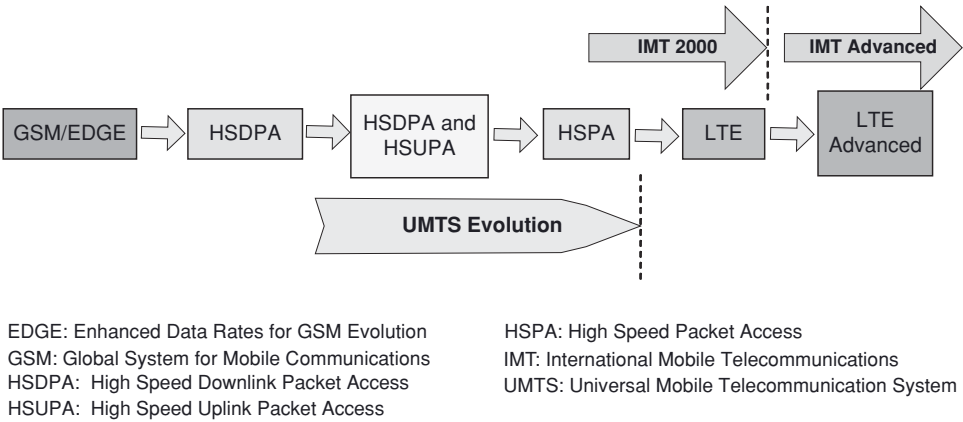 IMT 2000
IMT Advanced
GSM/EDGE
HSDPA
HSDPA and
HSUPA
HSPA
LTE
LTE
Advanced
UMTS Evolution
EDGE: Enhanced Data Rates for GSM Evolution
GSM: Global System for Mobile Communications
HSDPA: High Speed Downlink Packet Access
HSUPA: High Speed Uplink Packet Access
HSPA: High Speed Packet Access
IMT: International Mobile Telecommunications
UMTS: Universal Mobile Telecommunication System